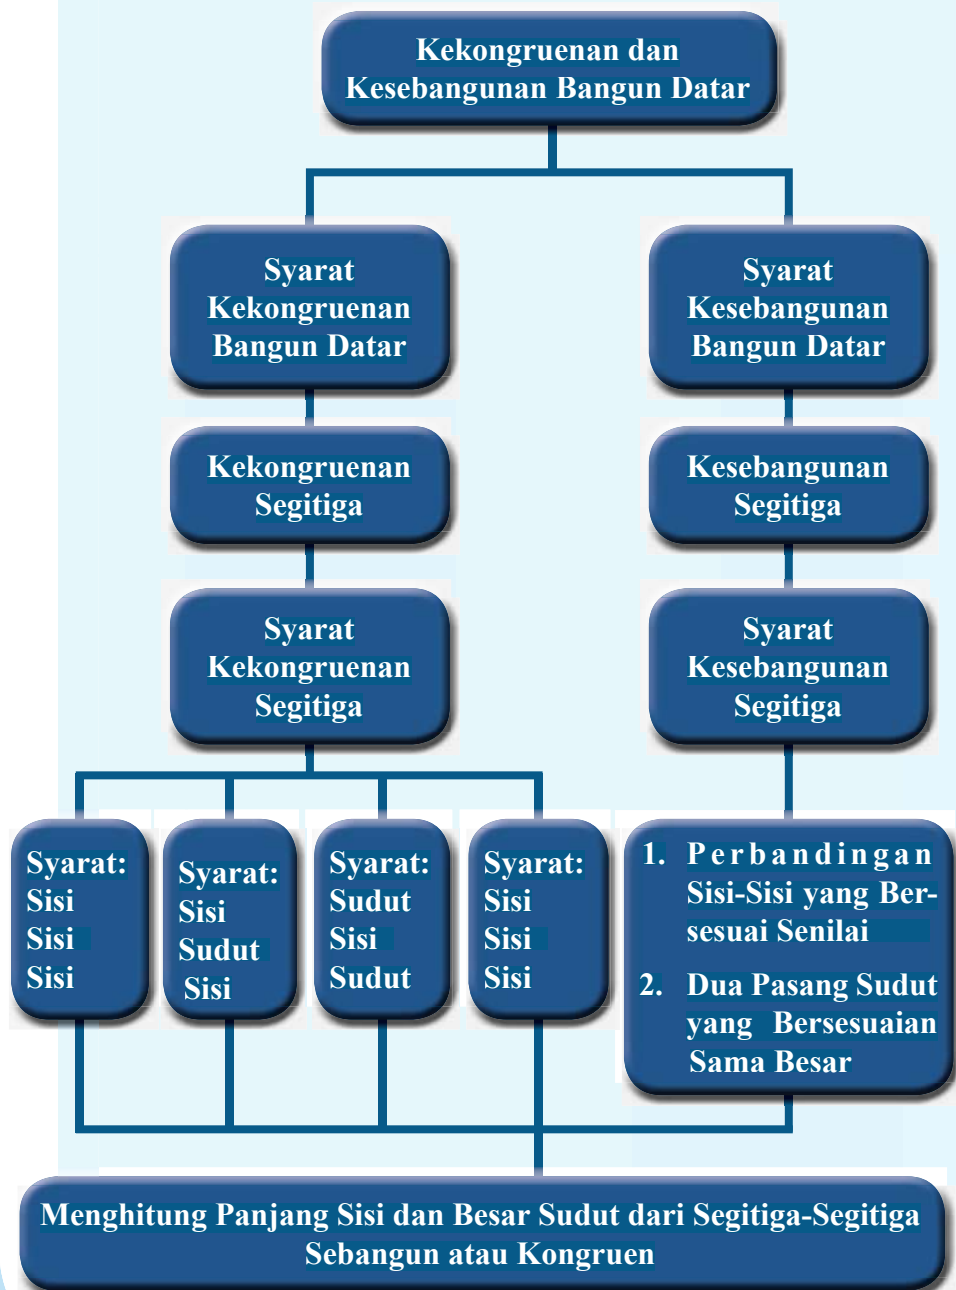 Kekongruenan dan
Kesebangunan Bangun Datar
Syarat
Kekongruenan
Bangun Datar
Syarat
Kesebangunan
Bangun Datar
Kekongruenan
Segitiga
Kesebangunan
Segitiga
Syarat
Kekongruenan
Segitiga
Syarat
Kesebangunan
Segitiga
Syarat:
Sisi
Sisi
Sisi
Syarat:
Sisi
Sudut
Sisi
Syarat:
Sudut
Sisi
Sudut
Syarat:
Sisi
Sisi
Sisi
1. Perbandingan
Sisi-Sisi yang Ber-
sesuai Senilai
2. Dua Pasang Sudut
yang Bersesuaian
Sama Besar
Menghitung Panjang Sisi dan Besar Sudut dari Segitiga-Segitiga
Sebangun atau Kongruen